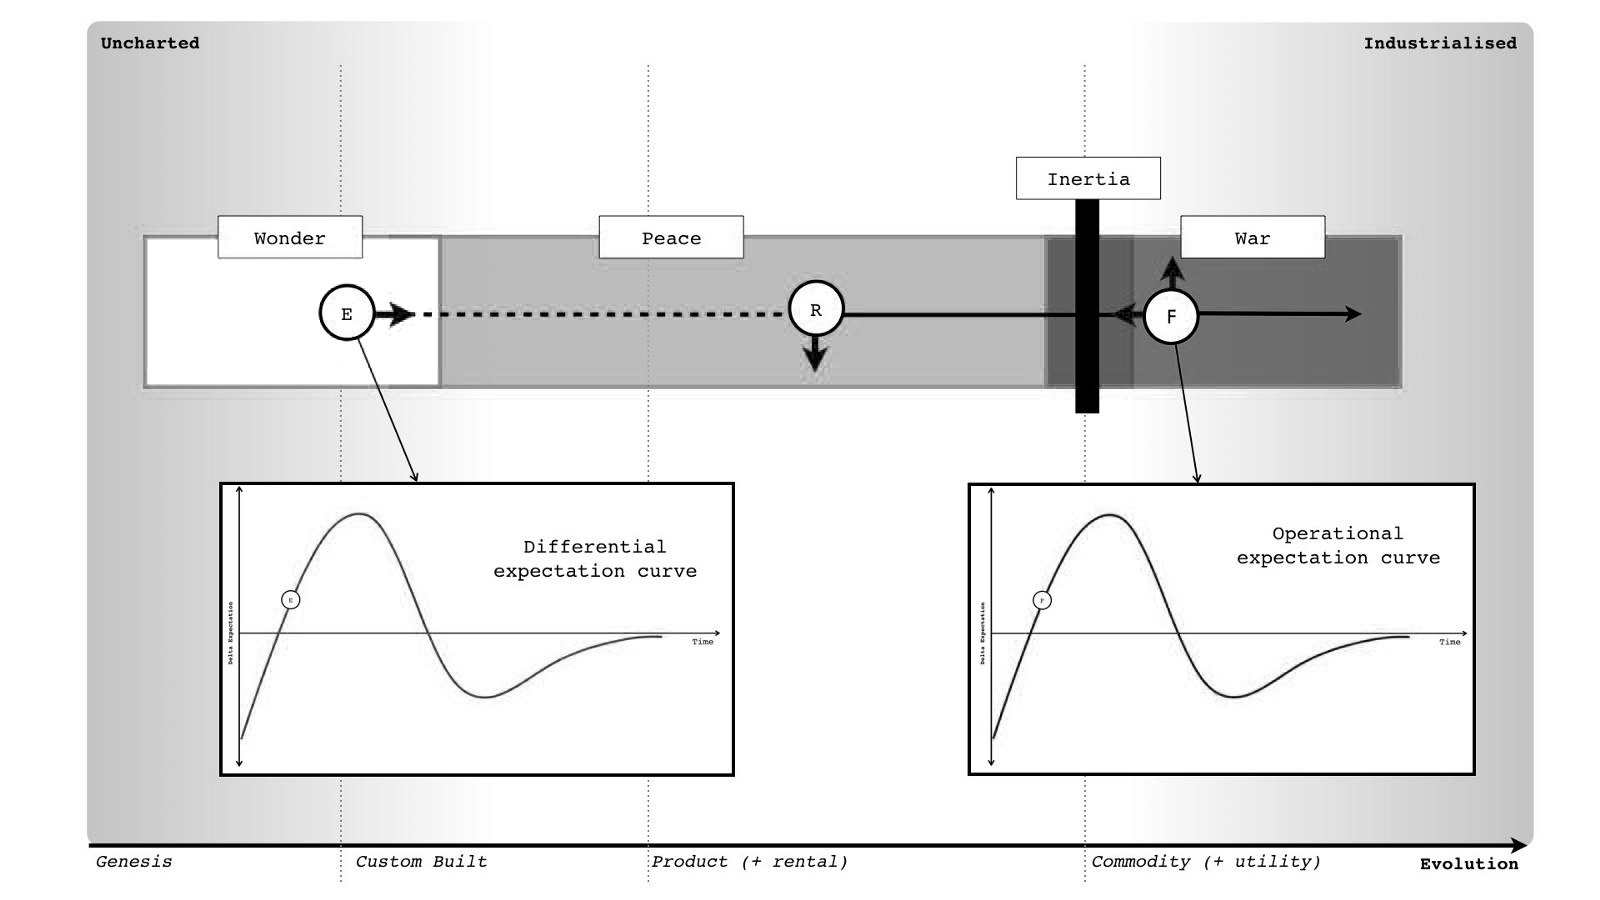 Uncharted
Industrialised
Inertia
Wonder
Peace
War
E
R
F
Differential
expectation curve
E
Delta Expectation
Time
Operational
expectation curve
F
Delta Expectation
Time
Genesis
Custom Built
Product (+ rental)
Commodity (+ utility)
Evolution